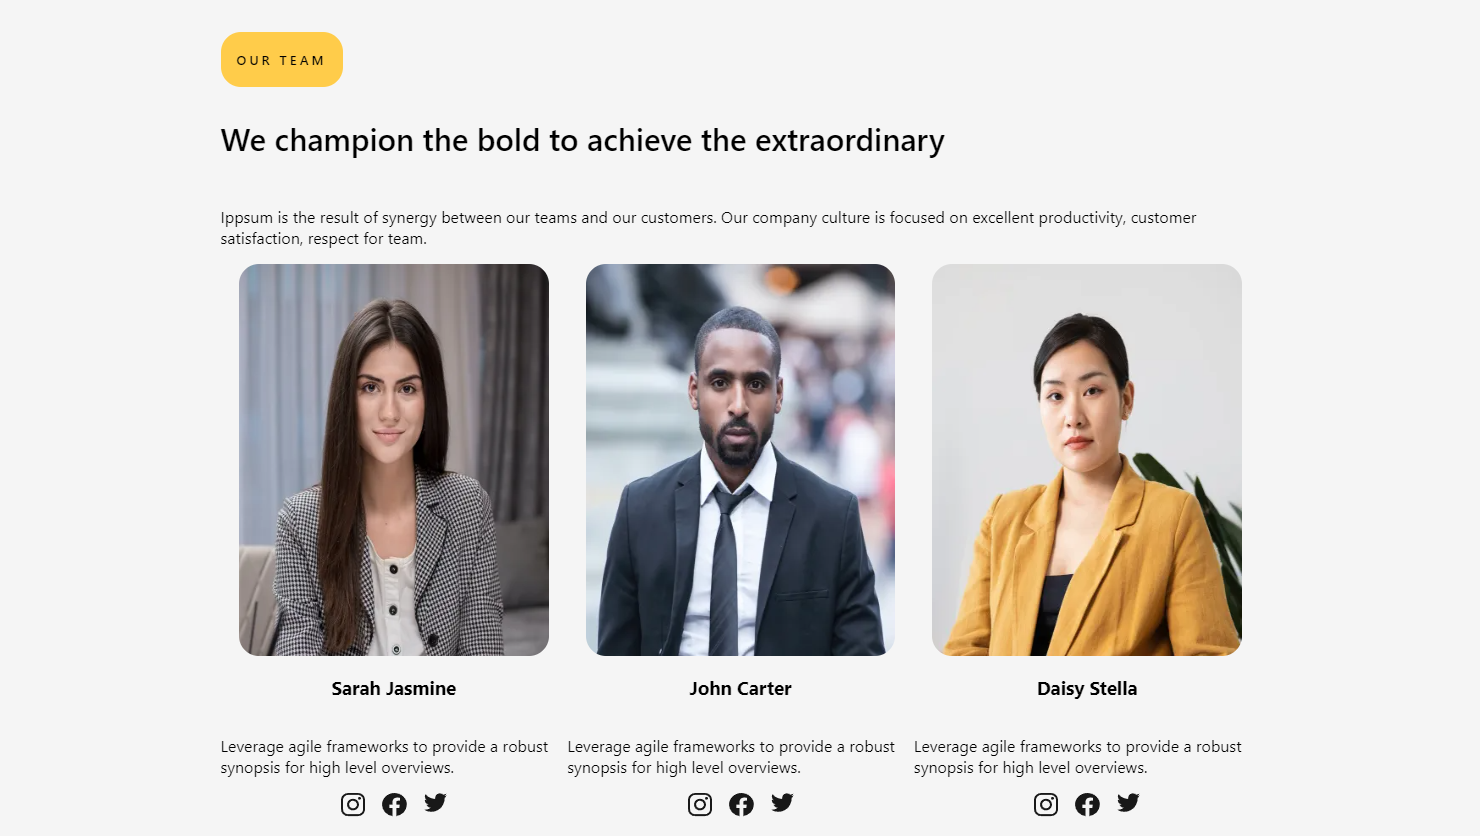 OUR TEAM
We champion the bold to achieve the extraordinary
Ippsum is the result of synergy between our teams and our customers. Our company culture is focused on excellent productivity, customer
satisfaction, respect for team.
Sarah Jasmine
John Carter
Daisy Stella
Leverage agile frameworks to provide a robust
synopsis for high level overviews.
Leverage agile frameworks to provide a robust
synopsis for high level overviews.
Leverage agile frameworks to provide a robust
synopsis for high level overviews.